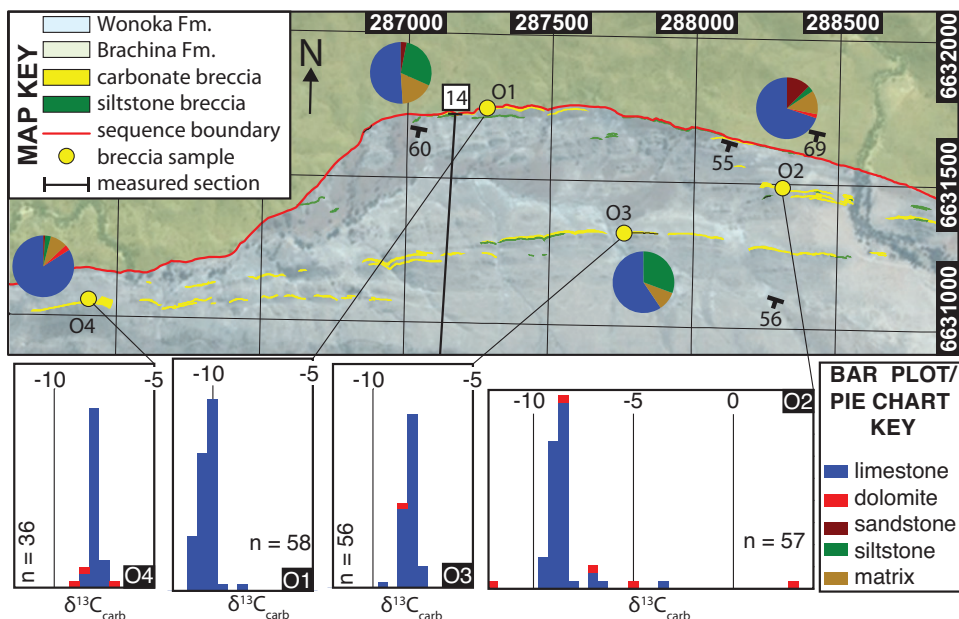 MAP KEY
Wonoka Fm.
Brachina Fm.
carbonate breccia
siltstone breccia
sequence boundary
breccia sample
measured section
N
287000
287500
288000
288500
6632000
6631500
6631000
14
O1
60
55
69
O2
O3
O4
56
-10
-5
n = 36
O4
δ13Ccarb
-10
-5
n = 58
O1
δ13Ccarb
-10
-5
n = 56
O3
δ13Ccarb
-10
-5
0
O2
n = 57
δ13Ccarb
BAR PLOT/
PIE CHART
KEY
limestone
dolomite
sandstone
siltstone
matrix